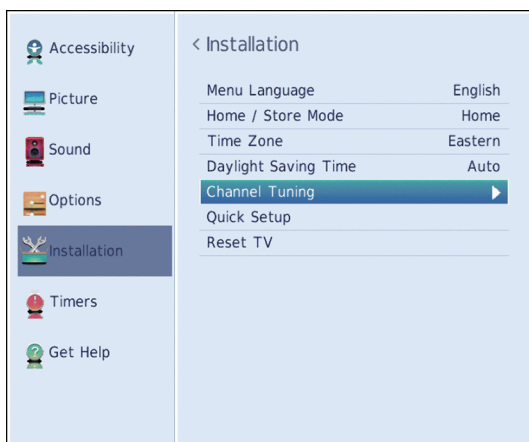 Accessibility
Picture
Sound
Options
Installation
Timers
Get Help
< Installation
Menu Language English
Home / Store Mode Home
Time Zone Eastern
Daylight Saving Time Auto
Channel Tuning
Quick Setup
Reset TV